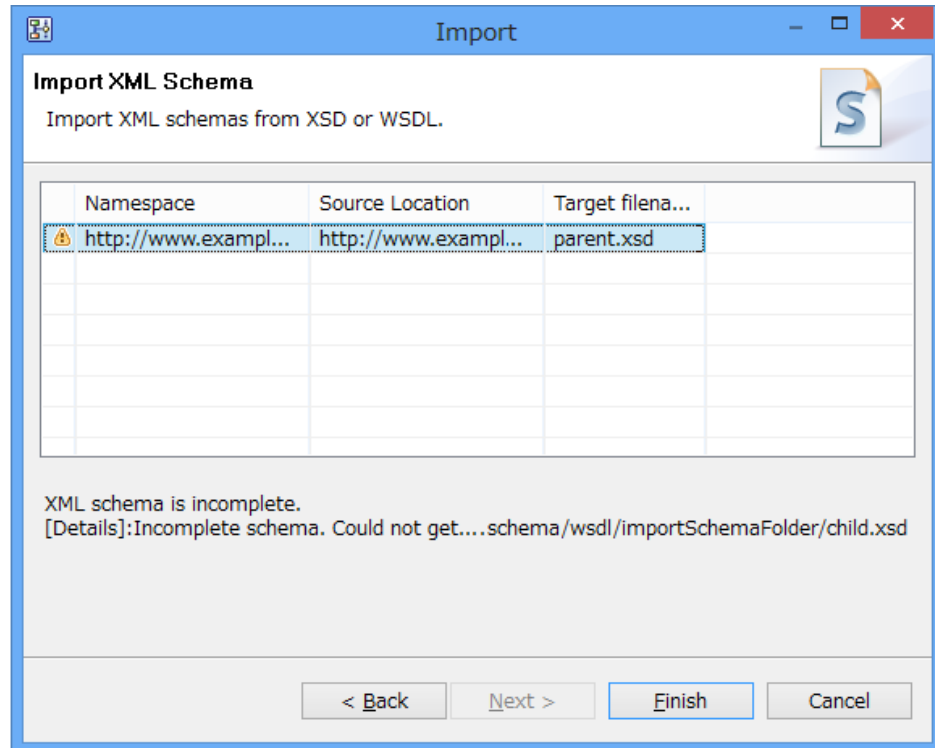 Import
Import XML Schema
Import XML schemas from XSD or WSDL.
S
Namespace Source Location Target filena...
http://www.exampl... http://www.exampl... parent.xsd
XML schema is incomplete.
[Details]:Incomplete schema. Could not get....schema/wsdl/importSchemaFolder/child.xsd
< Back Next > Finish Cancel